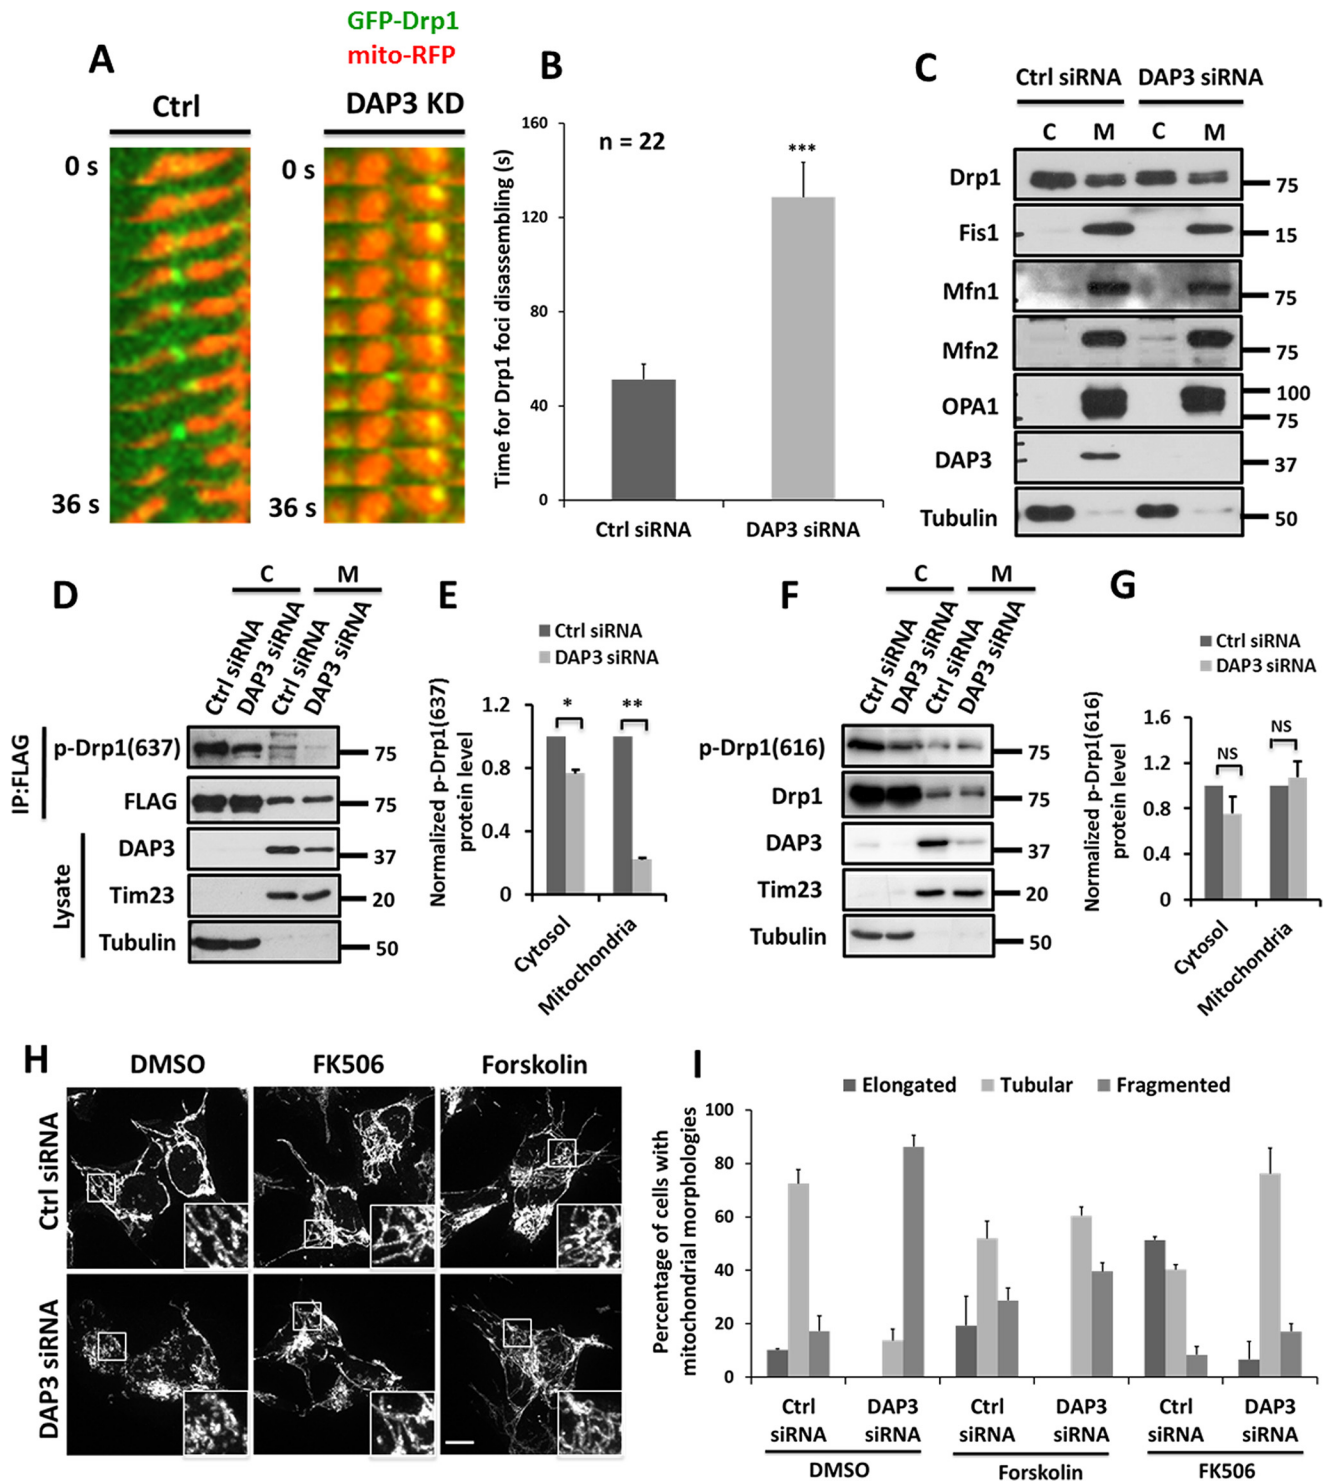 GFP-Drp1
mito-RFP
A
Ctrl
DAP3 KD
0 s
0 s
36 s
36 s
B
n = 22
***
Time for Drp1 foci disassembling (s)
160
120
80
40
0
Ctrl siRNA
DAP3 siRNA
C
Ctrl siRNA
DAP3 siRNA
C
M
C
M
Drp1
75
Fis1
15
Mfn1
75
Mfn2
75
OPA1
100
75
DAP3
37
Tubulin
50
D
C
M
Ctrl siRNA
DAP3 siRNA
Ctrl siRNA
DAP3 siRNA
IP:FLAG
p-Drp1(637)
75
FLAG
75
Lysate
DAP3
37
Tim23
20
Tubulin
50
E
Ctrl siRNA
DAP3 siRNA
Normalized p-Drp1(637)
protein level
1.2
0.8
0.4
0
*
**
Cytosol
Mitochondria
F
C
M
Ctrl siRNA
DAP3 siRNA
Ctrl siRNA
DAP3 siRNA
p-Drp1(616)
75
Drp1
75
DAP3
37
Tim23
20
Tubulin
50
G
Ctrl siRNA
DAP3 siRNA
Normalized p-Drp1(616)
protein level
1.6
1.2
0.8
0.4
0
NS
NS
Cytosol
Mitochondria
H
DMSO
FK506
Forskolin
Ctrl siRNA
DAP3 siRNA
I
Elongated
Tubular
Fragmented
Percentage of cells with
mitochondrial morphologies
100
80
60
40
20
0
Ctrl
siRNA
DAP3
siRNA
Ctrl
siRNA
DAP3
siRNA
Ctrl
siRNA
DAP3
siRNA
DMSO
Forskolin
FK506